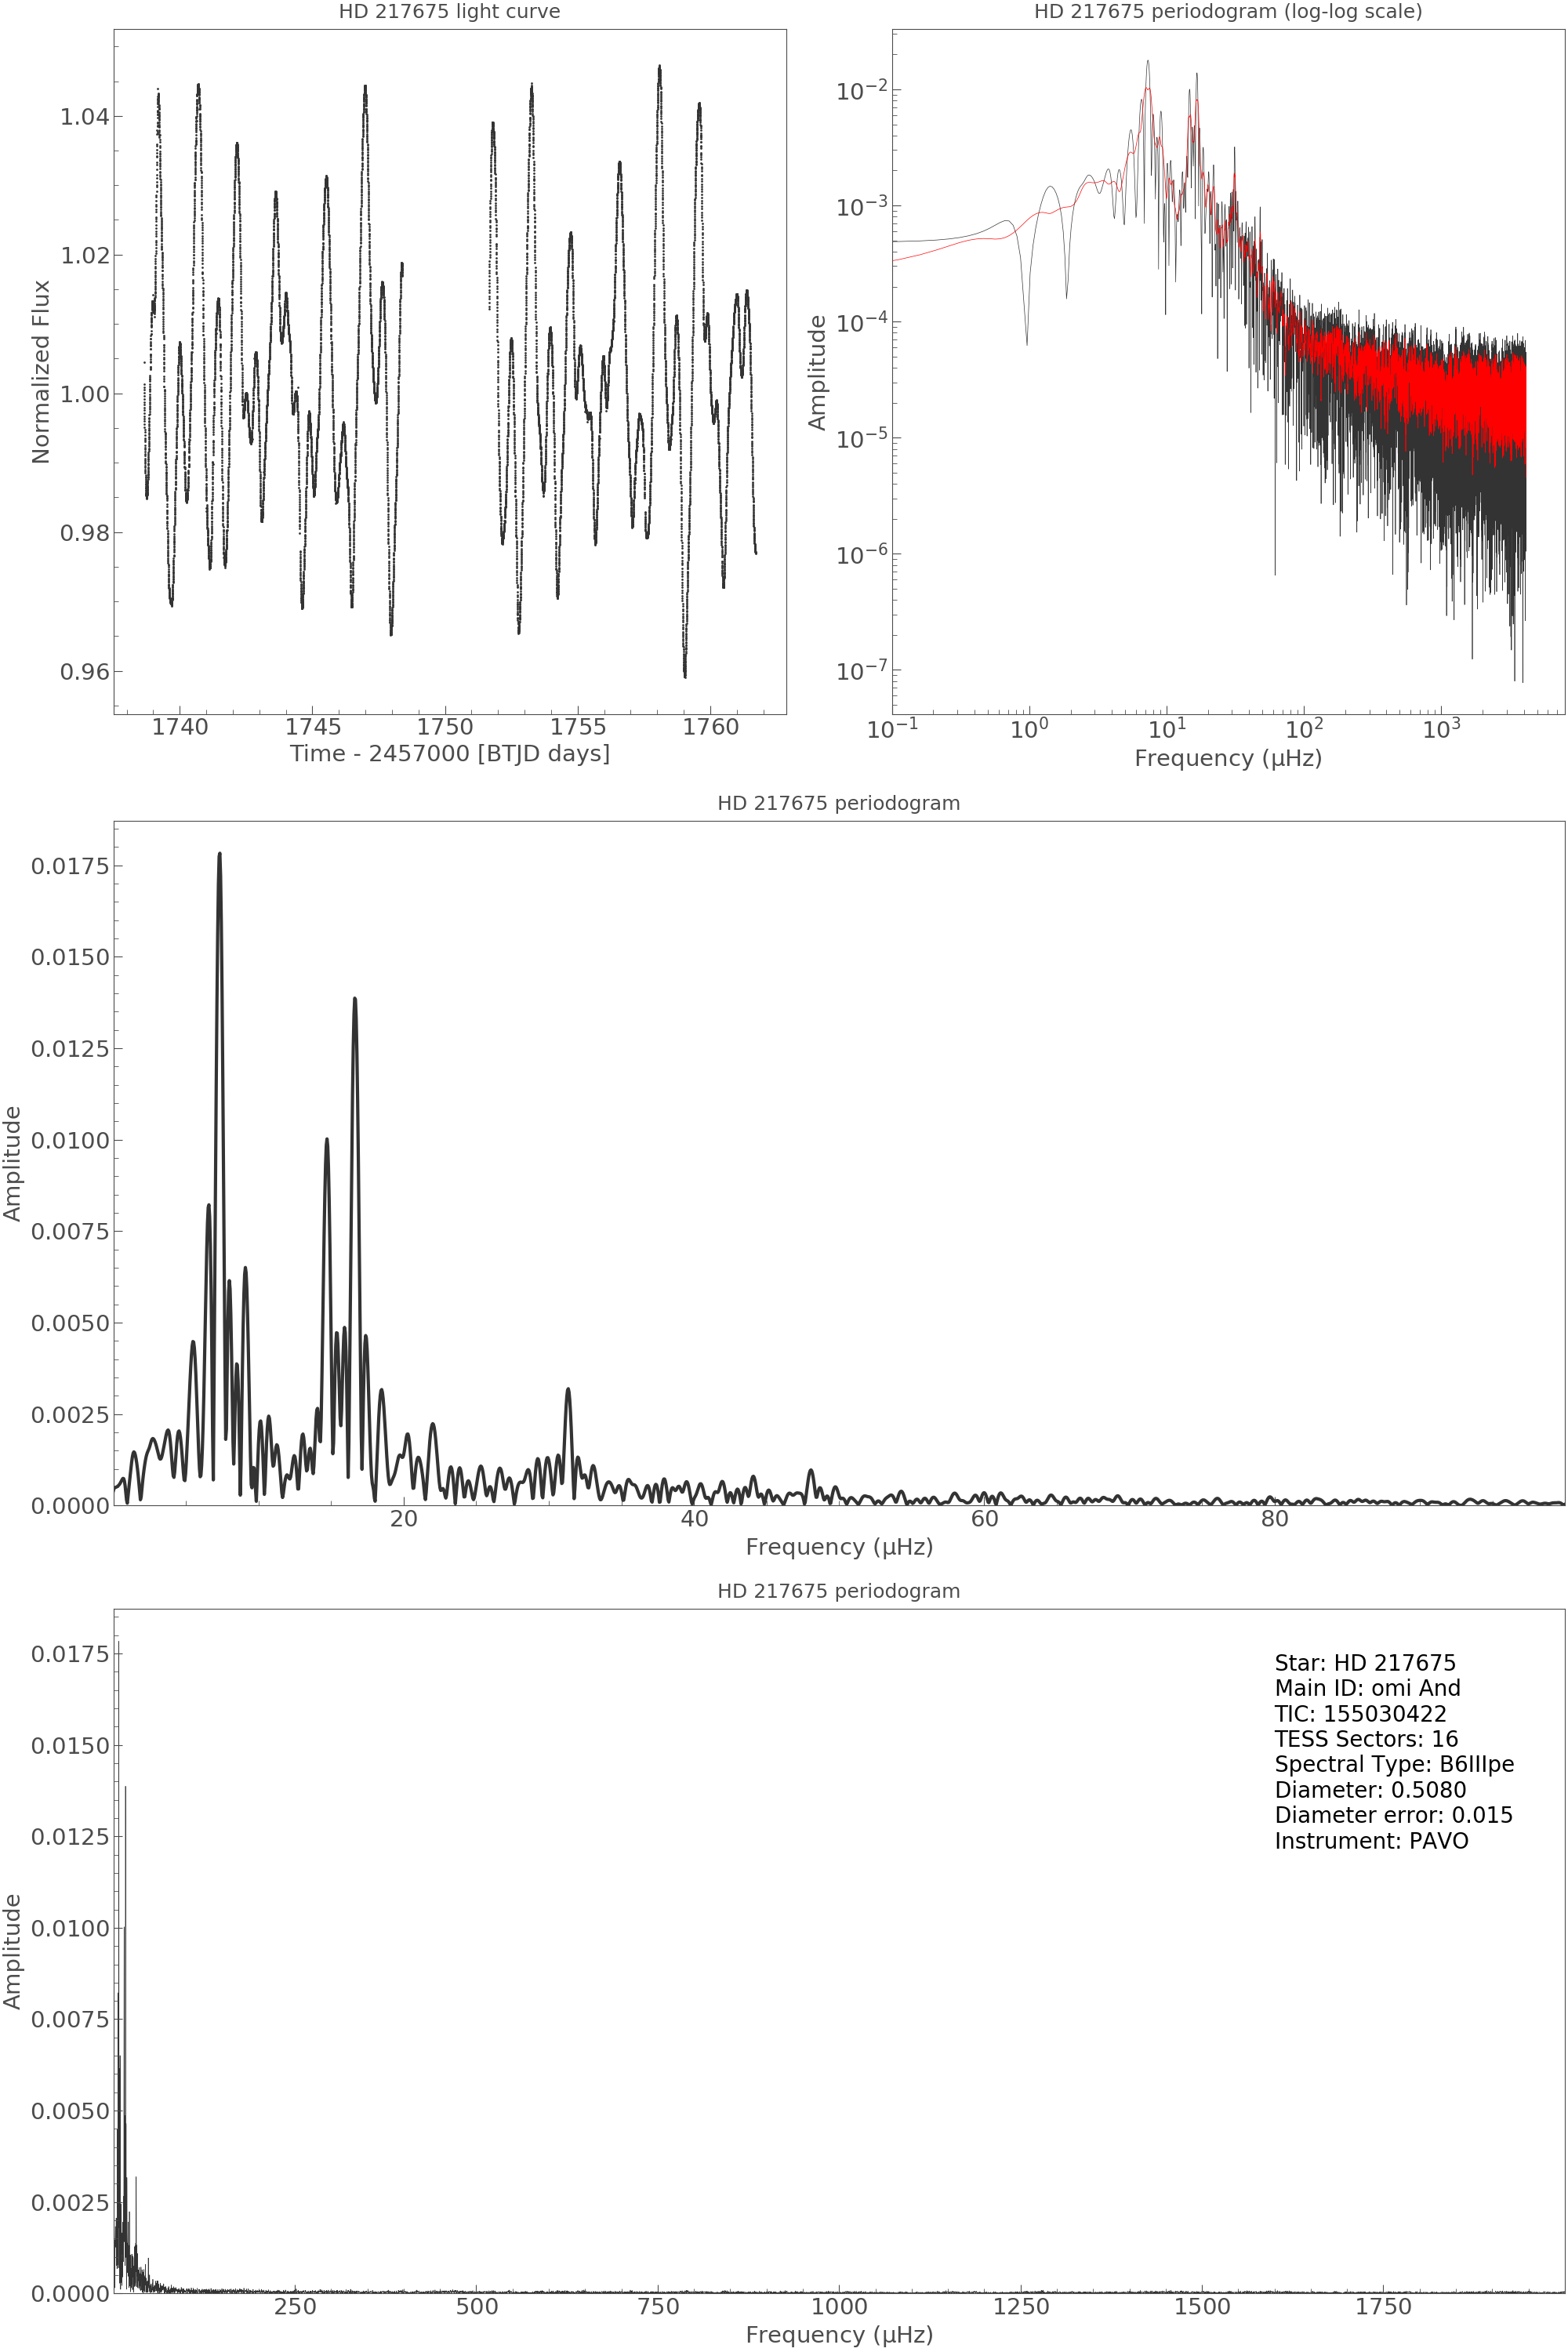 HD 217675 light curve
1.04
1.02
1.00
0.98
0.96
Normalized Flux
1740 1745 1750 1755 1760
Time - 2457000 [BTJD days]
HD 217675 periodogram (log-log scale)
10⁻²
10⁻³
10⁻⁴
10⁻⁵
10⁻⁶
10⁻⁷
Amplitude
10⁻¹ 10⁰ 10¹ 10² 10³
Frequency (µHz)
HD 217675 periodogram
0.0175
0.0150
0.0125
0.0100
0.0075
0.0050
0.0025
0.0000
Amplitude
20 40 60 80
Frequency (µHz)
HD 217675 periodogram
0.0175
0.0150
0.0125
0.0100
0.0075
0.0050
0.0025
0.0000
Amplitude
Star: HD 217675
Main ID: omi And
TIC: 155030422
TESS Sectors: 16
Spectral Type: B6IIIpe
Diameter: 0.5080
Diameter error: 0.015
Instrument: PAVO
250 500 750 1000 1250 1500 1750
Frequency (µHz)